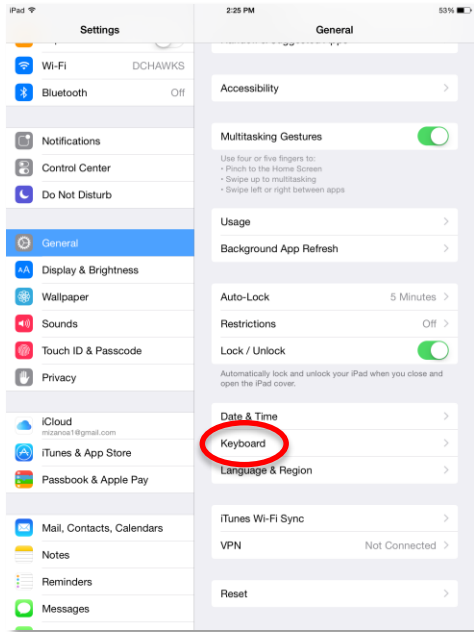 iPad 2:25 PM 53%
Settings General
Wi-Fi DCHAWKS
Bluetooth Off
Notifications
Control Center
Do Not Disturb
General
Display & Brightness
Wallpaper
Sounds
Touch ID & Passcode
Privacy
iCloud
mizanoa1@gmail.com
iTunes & App Store
Passbook & Apple Pay
Mail, Contacts, Calendars
Notes
Reminders
Messages
Accessibility
Multitasking Gestures
Use four or five fingers to:
• Pinch to the Home Screen
• Swipe up to multitasking
• Swipe left or right between apps
Usage
Background App Refresh
Auto-Lock 5 Minutes
Restrictions Off
Lock / Unlock
Automatically lock and unlock your iPad when you close and
open the iPad cover.
Date & Time
Keyboard
Language & Region
iTunes Wi-Fi Sync
VPN Not Connected
Reset